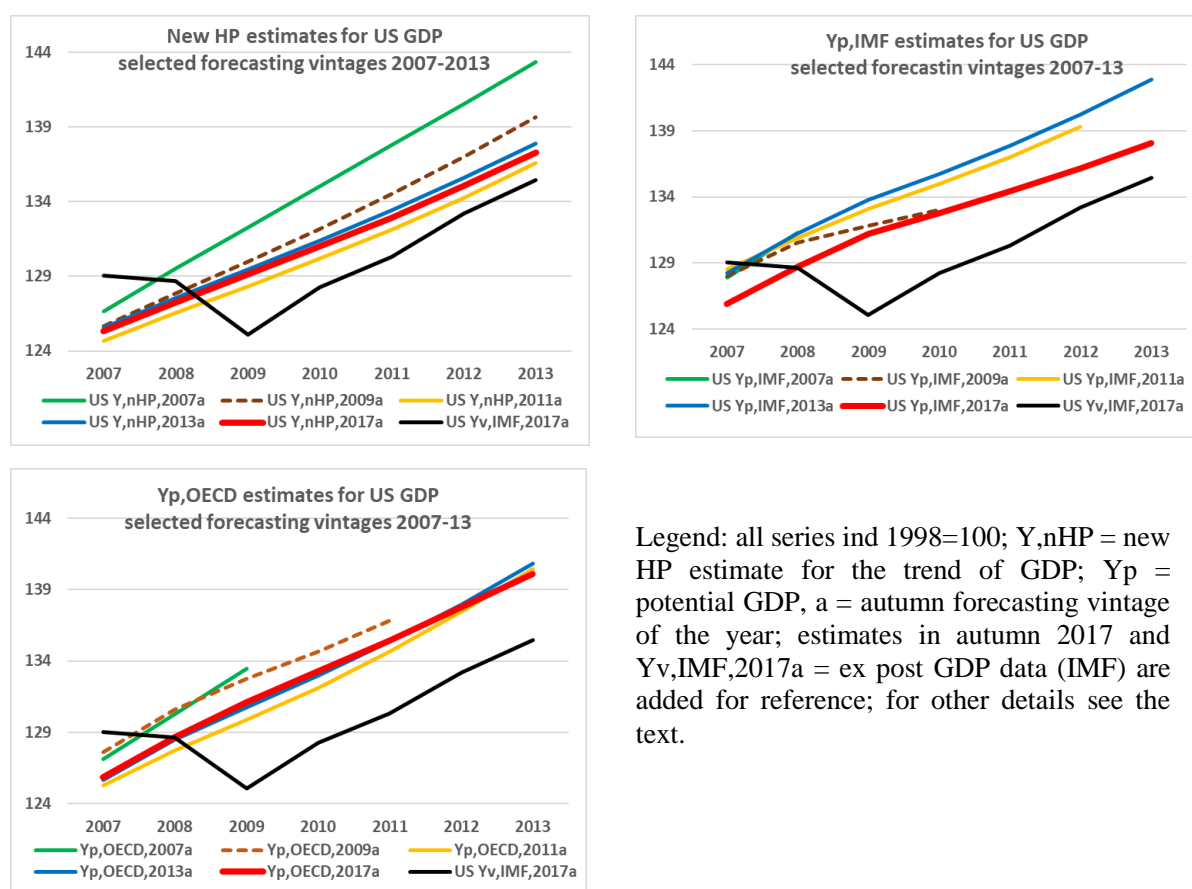 New HP estimates for US GDP
selected forecasting vintages 2007-2013
144
139
134
129
124
2007 2008 2009 2010 2011 2012 2013
US Y,nHP,2007a US Y,nHP,2009a US Y,nHP,2011a
US Y,nHP,2013a US Y,nHP,2017a US Yv,IMF,2017a
Yp,IMF estimates for US GDP
selected forecastin vintages 2007-13
144
139
134
129
124
2007 2008 2009 2010 2011 2012 2013
US Yp,IMF,2007a US Yp,IMF,2009a US Yp,IMF,2011a
US Yp,IMF,2013a US Yp,IMF,2017a US Yv,IMF,2017a
Yp,OECD estimates for US GDP
selected forecasting vintages 2007-13
144
139
134
129
124
2007 2008 2009 2010 2011 2012 2013
Yp,OECD,2007a Yp,OECD,2009a Yp,OECD,2011a
Yp,OECD,2013a Yp,OECD,2017a US Yv,IMF,2017a
Legend: all series ind 1998=100; Y,nHP = new
HP estimate for the trend of GDP; Yp =
potential GDP, a = autumn forecasting vintage
of the year; estimates in autumn 2017 and
Yv,IMF,2017a = ex post GDP data (IMF) are
added for reference; for other details see the
text.